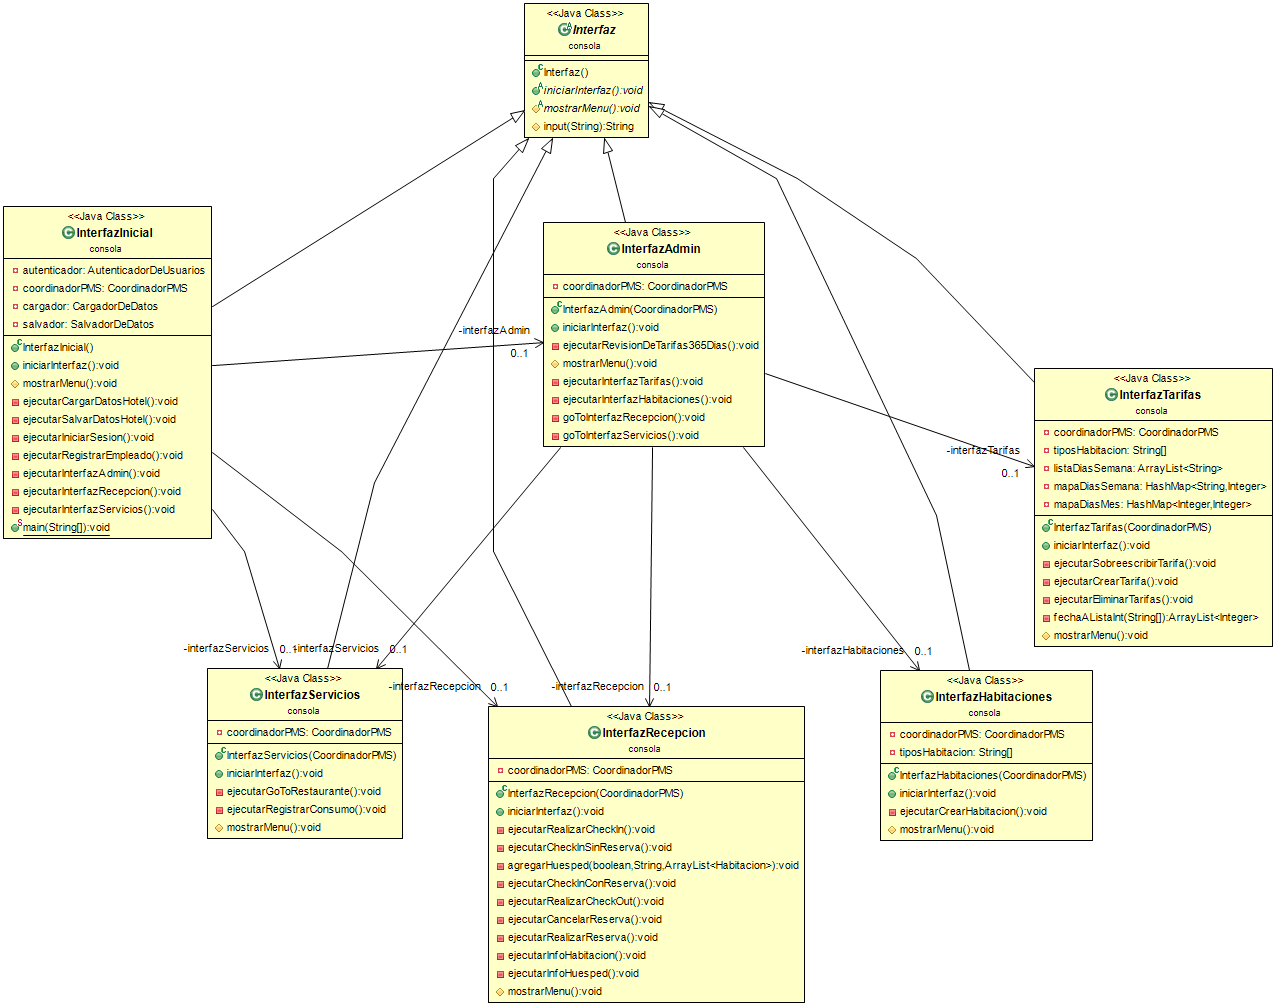 <<Java Class>>
Interfaz
consola
Interfaz()
iniciarInterfaz():void
mostrarMenu():void
input(String):String
<<Java Class>>
InterfazInicial
consola
autenticador: AutenticadorDeUsuarios
coordinadorPMS: CoordinadorPMS
cargador: CargadorDeDatos
salvador: SalvadorDeDatos
InterfazInicial()
iniciarInterfaz():void
mostrarMenu():void
ejecutarCargarDatosHotel():void
ejecutarSalvarDatosHotel():void
ejecutarIniciarSesion():void
ejecutarRegistrarEmpleado():void
ejecutarInterfazAdmin():void
ejecutarInterfazRecepcion():void
ejecutarInterfazServicios():void
main(String[]):void
<<Java Class>>
InterfazAdmin
consola
coordinadorPMS: CoordinadorPMS
InterfazAdmin(CoordinadorPMS)
iniciarInterfaz():void
ejecutarRevisionDeTarifas365Dias():void
mostrarMenu():void
ejecutarInterfazTarifas():void
ejecutarInterfazHabitaciones():void
goToInterfazRecepcion():void
goToInterfazServicios():void
-interfazAdmin
0..1
<<Java Class>>
InterfazTarifas
consola
coordinadorPMS: CoordinadorPMS
tiposHabitacion: String[]
listaDiasSemana: ArrayList<String>
mapaDiasSemana: HashMap<String,Integer>
mapaDiasMes: HashMap<Integer,Integer>
InterfazTarifas(CoordinadorPMS)
iniciarInterfaz():void
ejecutarSobreescribirTarifa():void
ejecutarCrearTarifa():void
ejecutarEliminarTarifas():void
fechaAListaInt(String[]):ArrayList<Integer>
mostrarMenu():void
-interfazTarifas
0..1
-interfazServicios
0..1
-interfazServicios
0..1
<<Java Class>>
InterfazServicios
consola
coordinadorPMS: CoordinadorPMS
InterfazServicios(CoordinadorPMS)
iniciarInterfaz():void
ejecutarGoToRestaurante():void
ejecutarRegistrarConsumo():void
mostrarMenu():void
-interfazRecepcion
0..1
-interfazRecepcion
0..1
<<Java Class>>
InterfazRecepcion
consola
coordinadorPMS: CoordinadorPMS
InterfazRecepcion(CoordinadorPMS)
iniciarInterfaz():void
ejecutarRealizarCheckIn():void
ejecutarCheckInSinReserva():void
agregarHuesped(boolean,String,ArrayList<Habitacion>):void
ejecutarCheckInConReserva():void
ejecutarRealizarCheckOut():void
ejecutarCancelarReserva():void
ejecutarRealizarReserva():void
ejecutarInfoHabitacion():void
ejecutarInfoHuesped():void
mostrarMenu():void
-interfazHabitaciones
0..1
<<Java Class>>
InterfazHabitaciones
consola
coordinadorPMS: CoordinadorPMS
tiposHabitacion: String[]
InterfazHabitaciones(CoordinadorPMS)
iniciarInterfaz():void
ejecutarCrearHabitacion():void
mostrarMenu():void